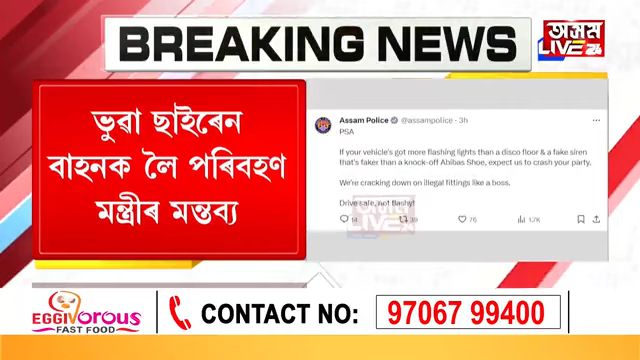 BREAKING NEWS
অসম
LIVE 24
ভুৱা ছাইৰেন
বাহনক লৈ পৰিবহণ
মন্ত্ৰীৰ মন্তব্য
Assam Police @assampolice · 3h
PSA
If your vehicle's got more flashing lights than a disco floor & a fake siren
that's faker than a knock-off Abibas Shoe, expect us to crash your party.
We're cracking down on illegal fittings like a boss.
Drive safe, not flashy!
14 39 76 1.7K
EGGIVOROUS
FAST FOOD
CONTACT NO: 97067 99400